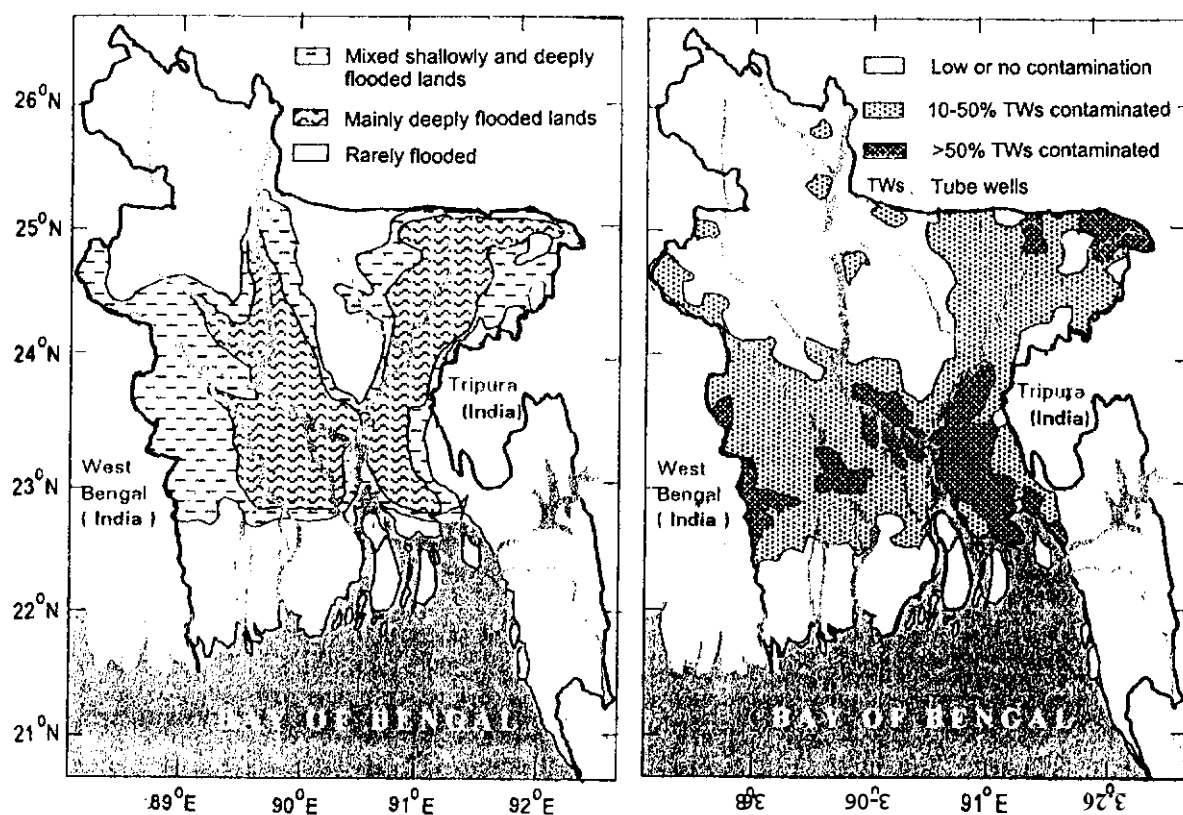 Mixed shallowly and deeply
flooded lands
Mainly deeply flooded lands
Rarely flooded
26°N
25°N
24°N
23°N
22°N
21°N
Tripura
(India)
West
Bengal
( India )
BAY OF BENGAL
89°E
90°E
91°E
92°E
Low or no contamination
10-50% TWs contaminated
>50% TWs contaminated
TWs Tube wells
Tripura
(India)
West
Bengal
( India )
BAY OF BENGAL
91°E